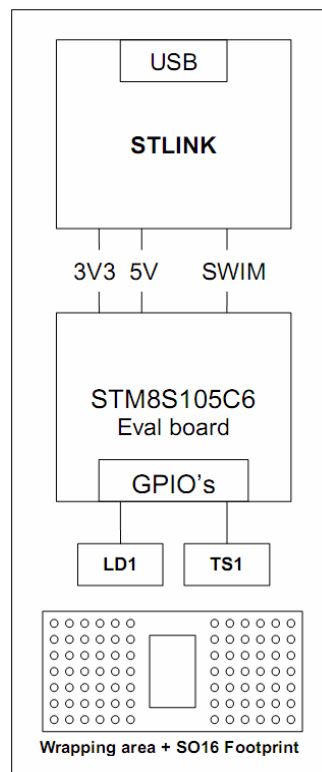 USB
STLINK
3V3 5V SWIM
STM8S105C6
Eval board
GPIO's
LD1 TS1
Wrapping area + SO16 Footprint